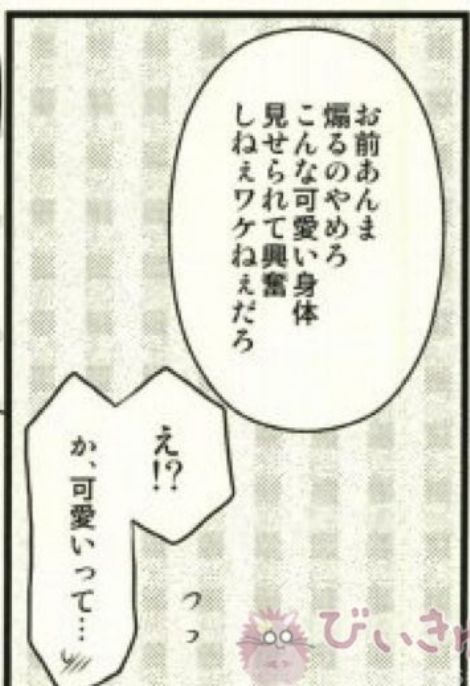 お前あんま
煽るのやめろ
こんな可愛い身体
見せられて興奮
しねぇワケねぇだろ
え!?
か、可愛いって…
っっ